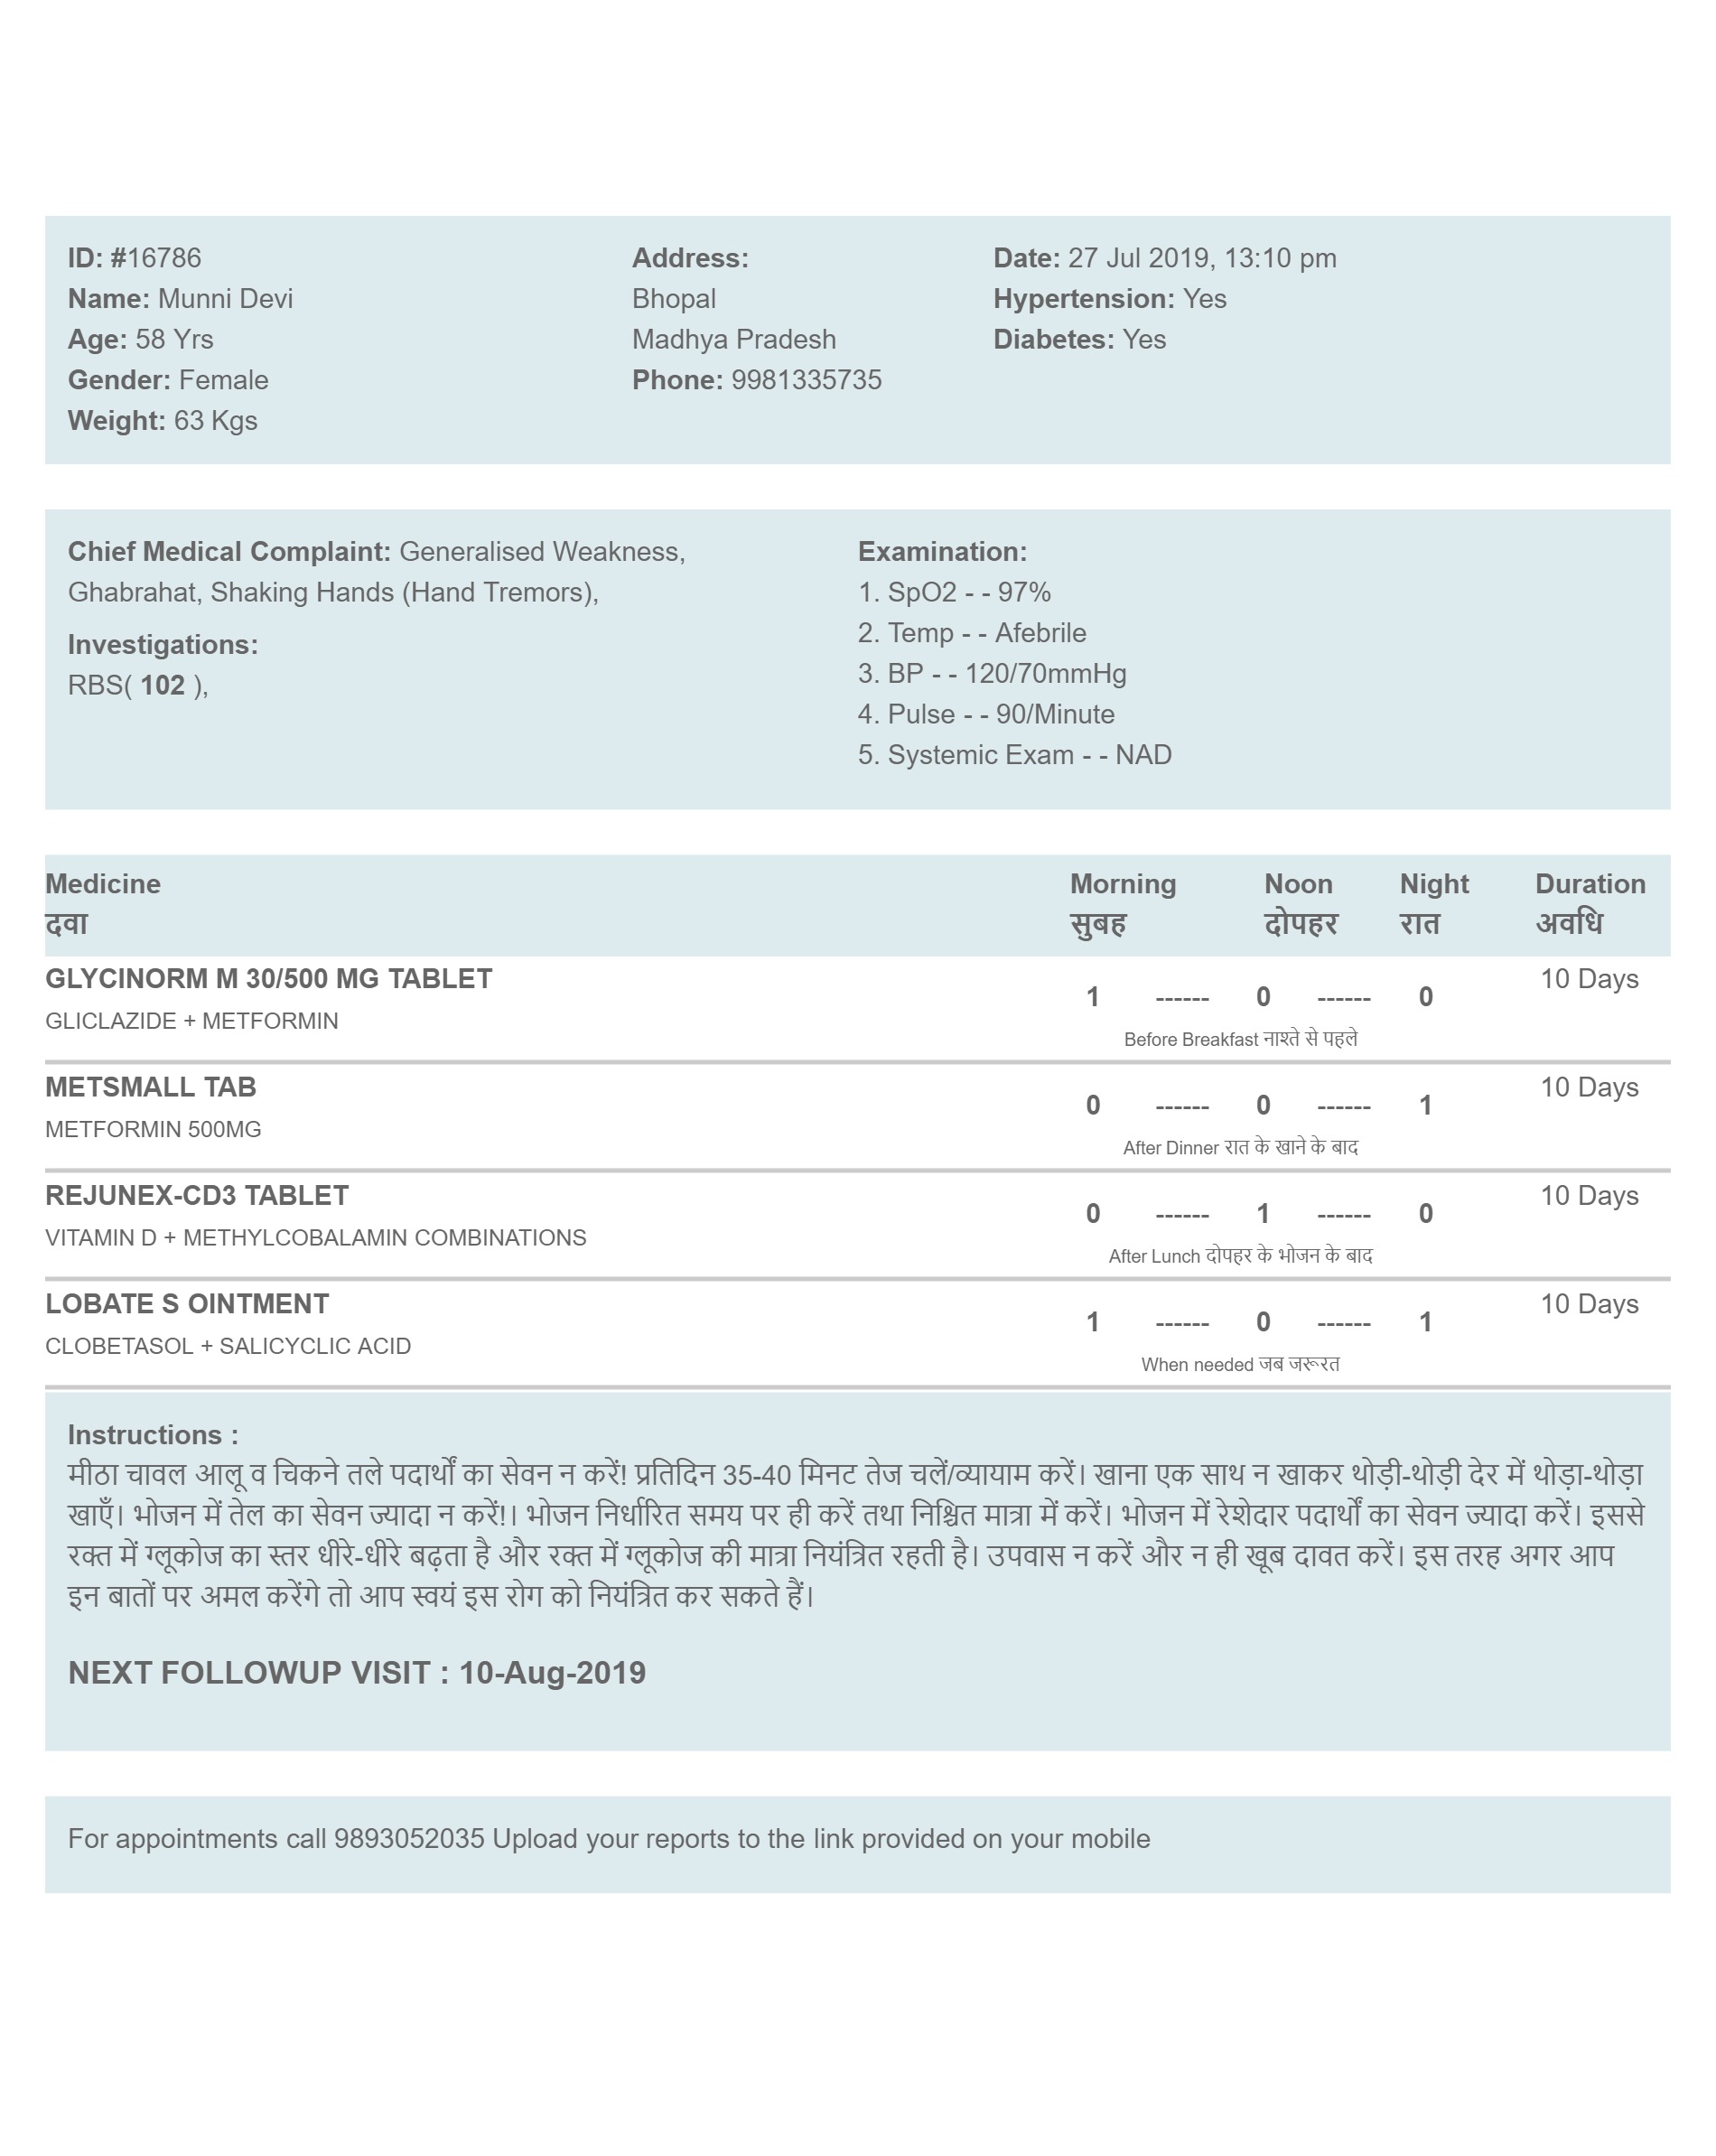 ID: #16786
Name: Munni Devi
Age: 58 Yrs
Gender: Female
Weight: 63 Kgs
Address:
Bhopal
Madhya Pradesh
Phone: 9981335735
Date: 27 Jul 2019, 13:10 pm
Hypertension: Yes
Diabetes: Yes
Chief Medical Complaint: Generalised Weakness,
Ghabrahat, Shaking Hands (Hand Tremors),
Investigations:
RBS( 102 ),
Examination:
1. SpO2 - - 97%
2. Temp - - Afebrile
3. BP - - 120/70mmHg
4. Pulse - - 90/Minute
5. Systemic Exam - - NAD
Medicine Morning Noon Night Duration
दवा सुबह दोपहर रात अवधि
GLYCINORM M 30/500 MG TABLET 1 ------ 0 ------ 0 10 Days
GLICLAZIDE + METFORMIN Before Breakfast नाश्ते से पहले
METSMALL TAB 0 ------ 0 ------ 1 10 Days
METFORMIN 500MG After Dinner रात के खाने के बाद
REJUNEX-CD3 TABLET 0 ------ 1 ------ 0 10 Days
VITAMIN D + METHYLCOBALAMIN COMBINATIONS After Lunch दोपहर के भोजन के बाद
LOBATE S OINTMENT 1 ------ 0 ------ 1 10 Days
CLOBETASOL + SALICYCLIC ACID When needed जब जरूरत
Instructions :
मीठा चावल आलू व चिकने तले पदार्थों का सेवन न करें! प्रतिदिन 35-40 मिनट तेज चलें/व्यायाम करें। खाना एक साथ न खाकर थोड़ी-थोड़ी देर में थोड़ा-थोड़ा
खाएँ। भोजन में तेल का सेवन ज्यादा न करें!। भोजन निर्धारित समय पर ही करें तथा निश्चित मात्रा में करें। भोजन में रेशेदार पदार्थों का सेवन ज्यादा करें। इससे
रक्त में ग्लूकोज का स्तर धीरे-धीरे बढ़ता है और रक्त में ग्लूकोज की मात्रा नियंत्रित रहती है। उपवास न करें और न ही खूब दावत करें। इस तरह अगर आप
इन बातों पर अमल करेंगे तो आप स्वयं इस रोग को नियंत्रित कर सकते हैं।
NEXT FOLLOWUP VISIT : 10-Aug-2019
For appointments call 9893052035 Upload your reports to the link provided on your mobile